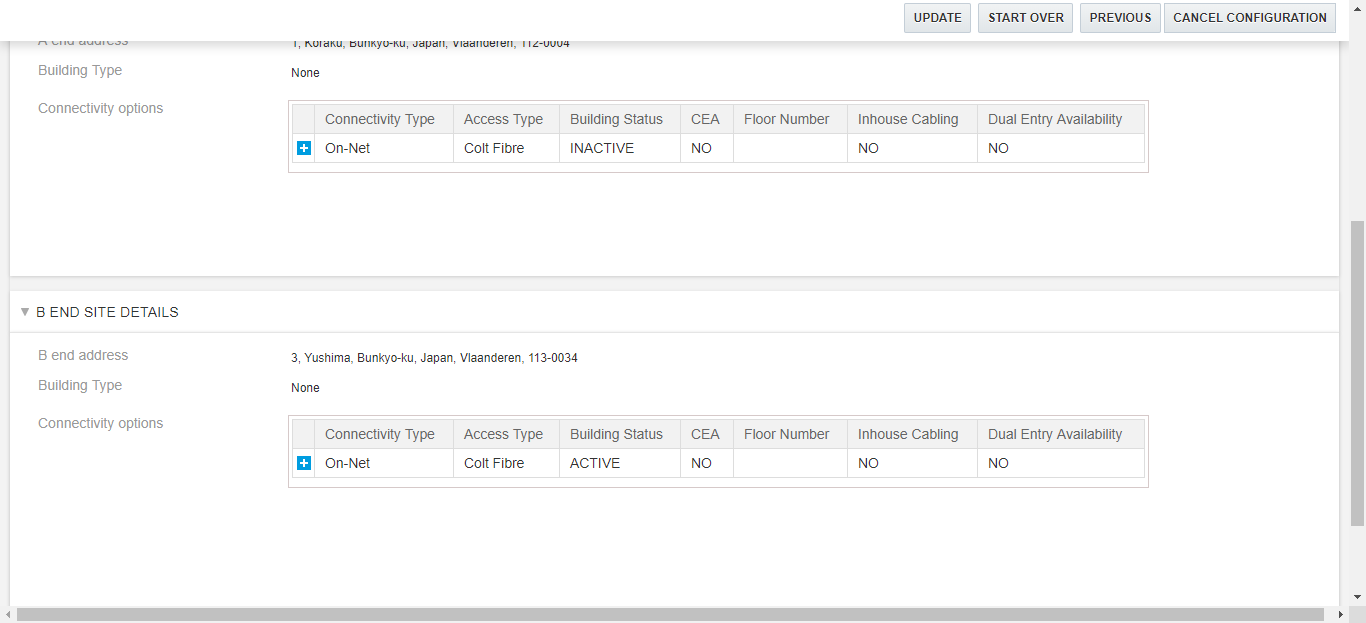 UPDATE START OVER PREVIOUS CANCEL CONFIGURATION
A end address 1, Koraku, Bunkyo-ku, Japan, Vlaanderen, 112-0004
Building Type None
Connectivity options
Connectivity Type Access Type Building Status CEA Floor Number Inhouse Cabling Dual Entry Availability
On-Net Colt Fibre INACTIVE NO NO NO
B END SITE DETAILS
B end address 3, Yushima, Bunkyo-ku, Japan, Vlaanderen, 113-0034
Building Type None
Connectivity options
Connectivity Type Access Type Building Status CEA Floor Number Inhouse Cabling Dual Entry Availability
On-Net Colt Fibre ACTIVE NO NO NO